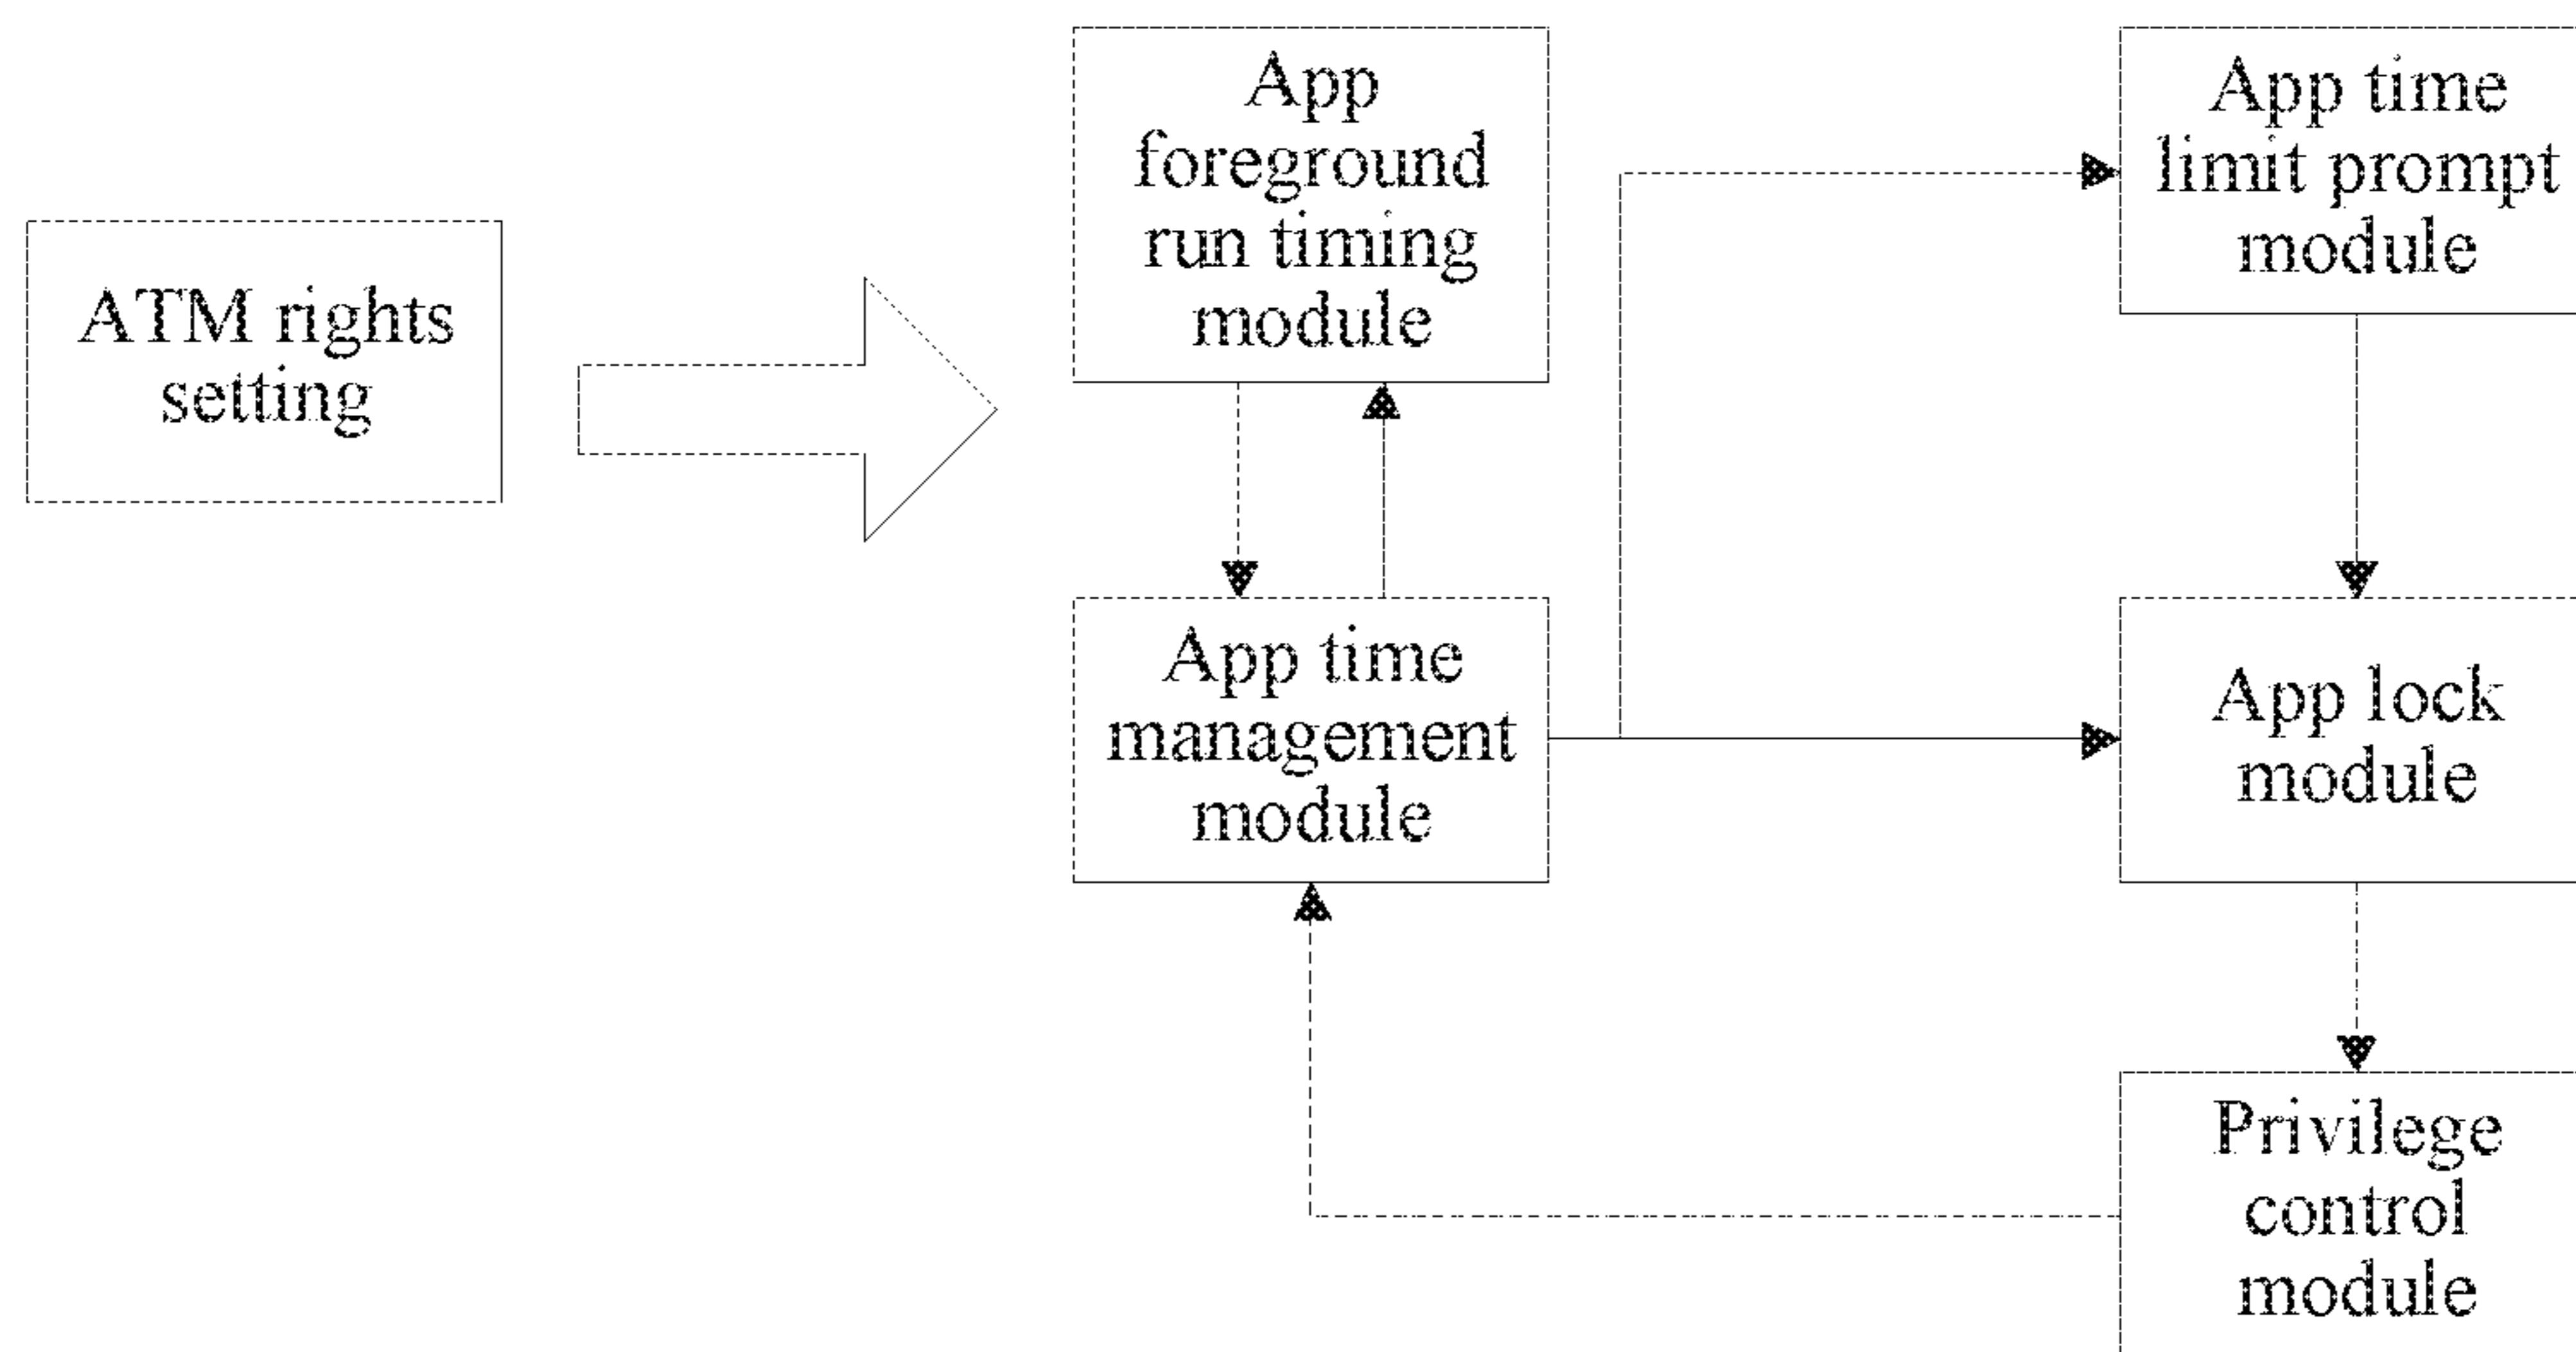 ATM rights
setting
App
foreground
run timing
module
App time
management
module
App time
limit prompt
module
App lock
module
Privilege
control
module